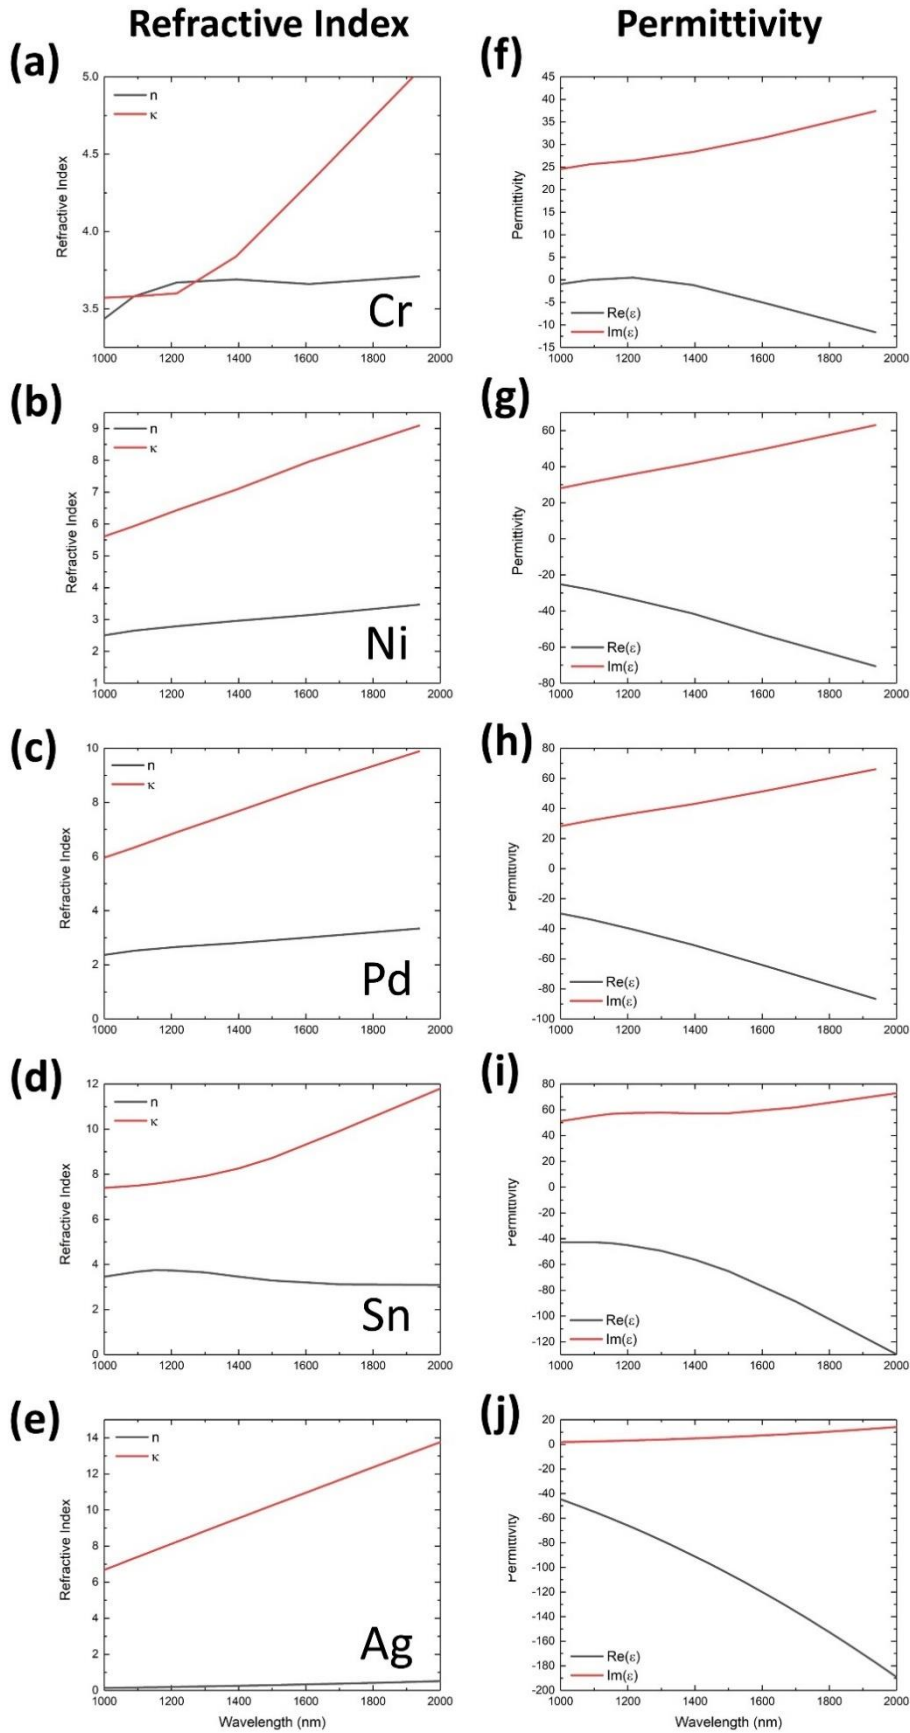 Refractive Index
Permittivity
(a)
5.0
4.5
4.0
3.5
Refractive Index
n
κ
Cr
1000 1200 1400 1600 1800 2000
(f)
45
40
35
30
25
20
15
10
5
0
-5
-10
-15
Permittivity
Re(ε)
Im(ε)
1000 1200 1400 1600 1800 2000
(b)
9
8
7
6
5
4
3
2
1
Refractive Index
n
κ
Ni
1000 1200 1400 1600 1800 2000
(g)
60
40
20
0
-20
-40
-60
-80
Permittivity
Re(ε)
Im(ε)
1000 1200 1400 1600 1800 2000
(c)
10
8
6
4
2
0
Refractive Index
n
κ
Pd
1000 1200 1400 1600 1800 2000
(h)
80
60
40
20
0
-20
-40
-60
-80
-100
Permittivity
Re(ε)
Im(ε)
1000 1200 1400 1600 1800 2000
(d)
12
10
8
6
4
2
0
Refractive Index
n
κ
Sn
1000 1200 1400 1600 1800 2000
(i)
80
60
40
20
0
-20
-40
-60
-80
-100
-120
Permittivity
Re(ε)
Im(ε)
1000 1200 1400 1600 1800 2000
(e)
14
12
10
8
6
4
2
0
Refractive Index
n
κ
Ag
1000 1200 1400 1600 1800 2000
Wavelength (nm)
(j)
20
0
-20
-40
-60
-80
-100
-120
-140
-160
-180
-200
Permittivity
Re(ε)
Im(ε)
1000 1200 1400 1600 1800 2000
Wavelength (nm)